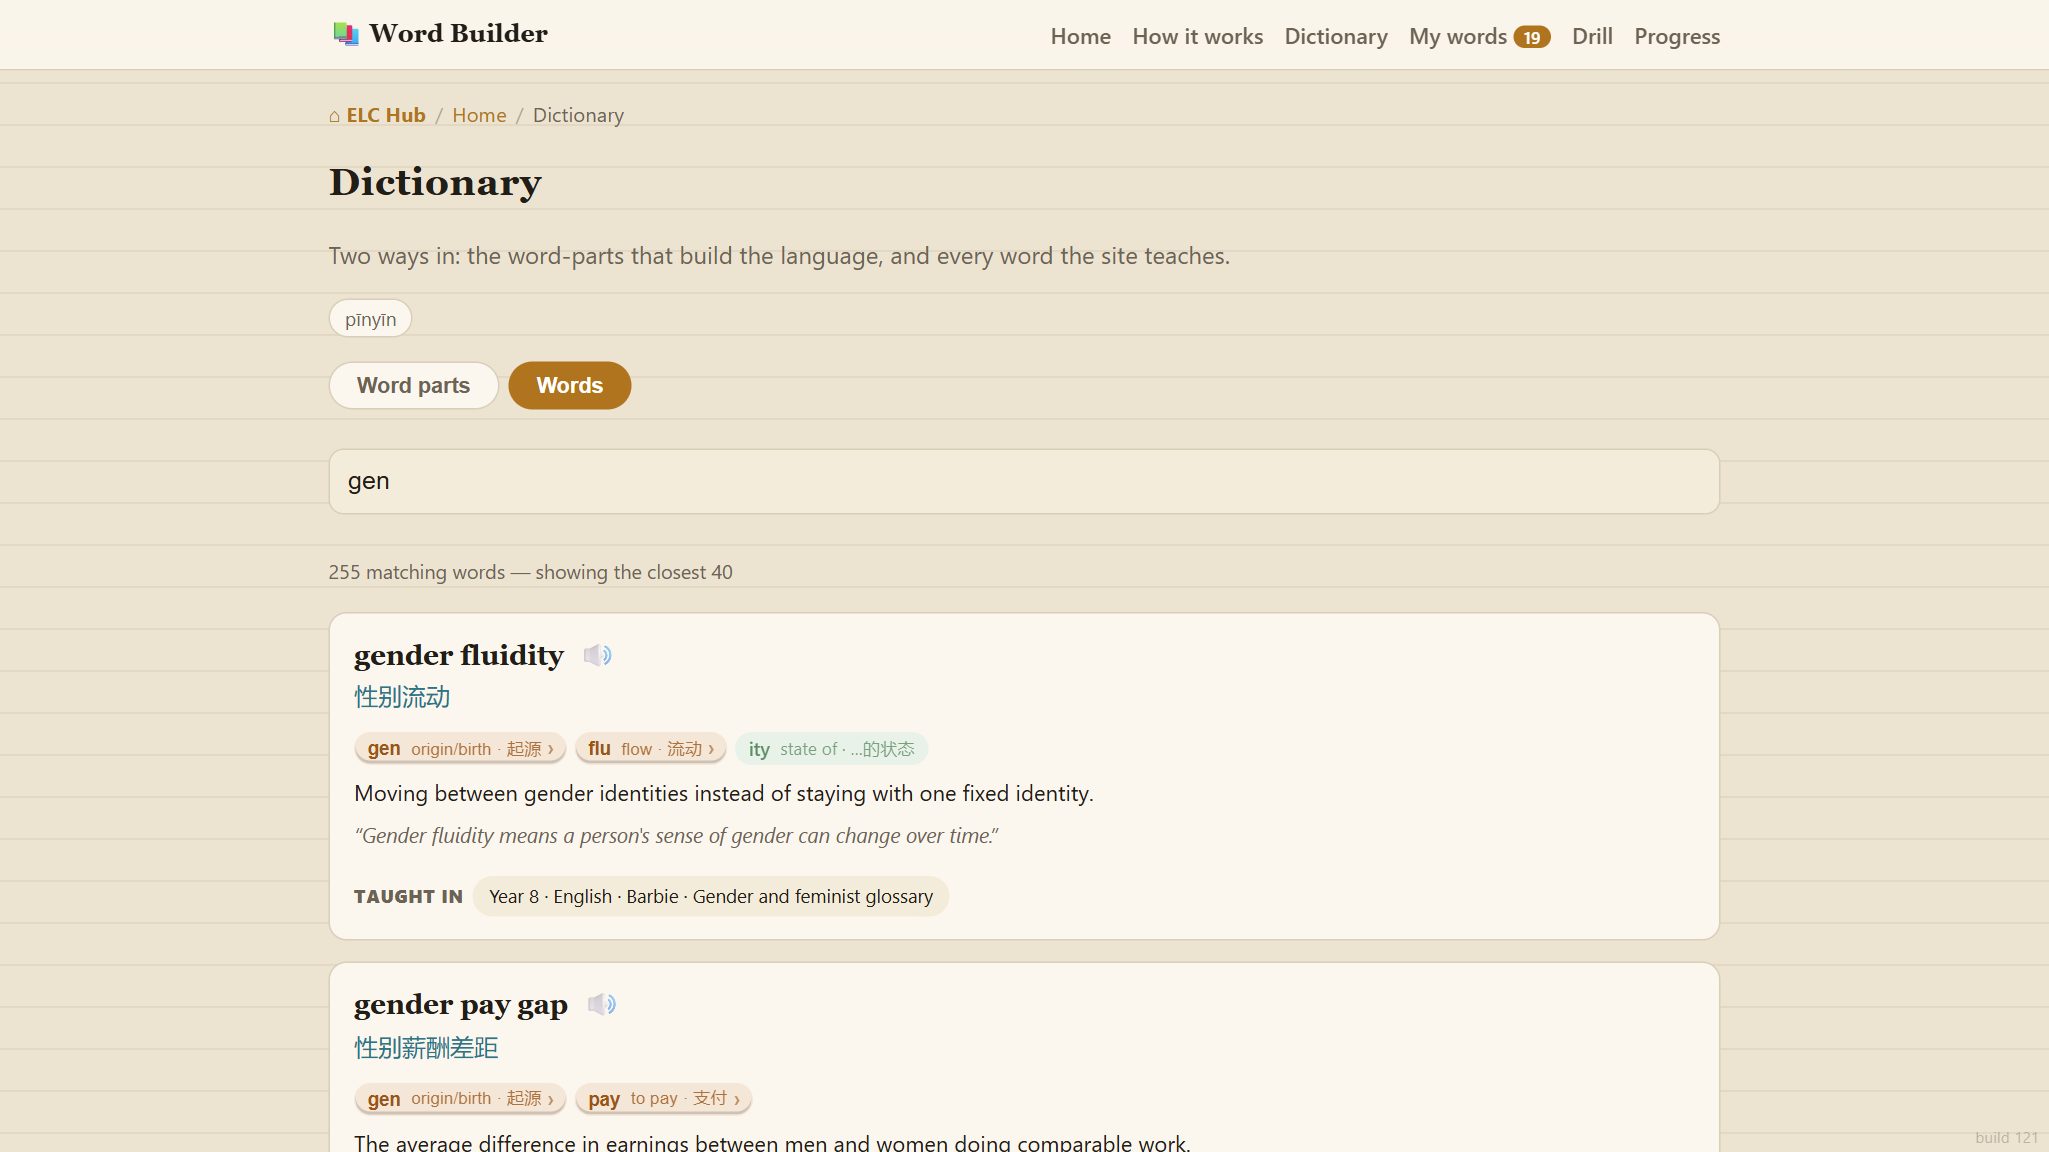 Word Builder
Home How it works Dictionary My words 19 Drill Progress
⌂ ELC Hub / Home / Dictionary
Dictionary
Two ways in: the word-parts that build the language, and every word the site teaches.
pīnyīn
Word parts Words
gen
255 matching words — showing the closest 40
gender fluidity
性别流动
gen origin/birth · 起源 › flu flow · 流动 › ity state of · ...的状态
Moving between gender identities instead of staying with one fixed identity.
“Gender fluidity means a person's sense of gender can change over time.”
TAUGHT IN Year 8 · English · Barbie · Gender and feminist glossary
gender pay gap
性别薪酬差距
gen origin/birth · 起源 › pay to pay · 支付 ›
The average difference in earnings between men and women doing comparable work.
build 121